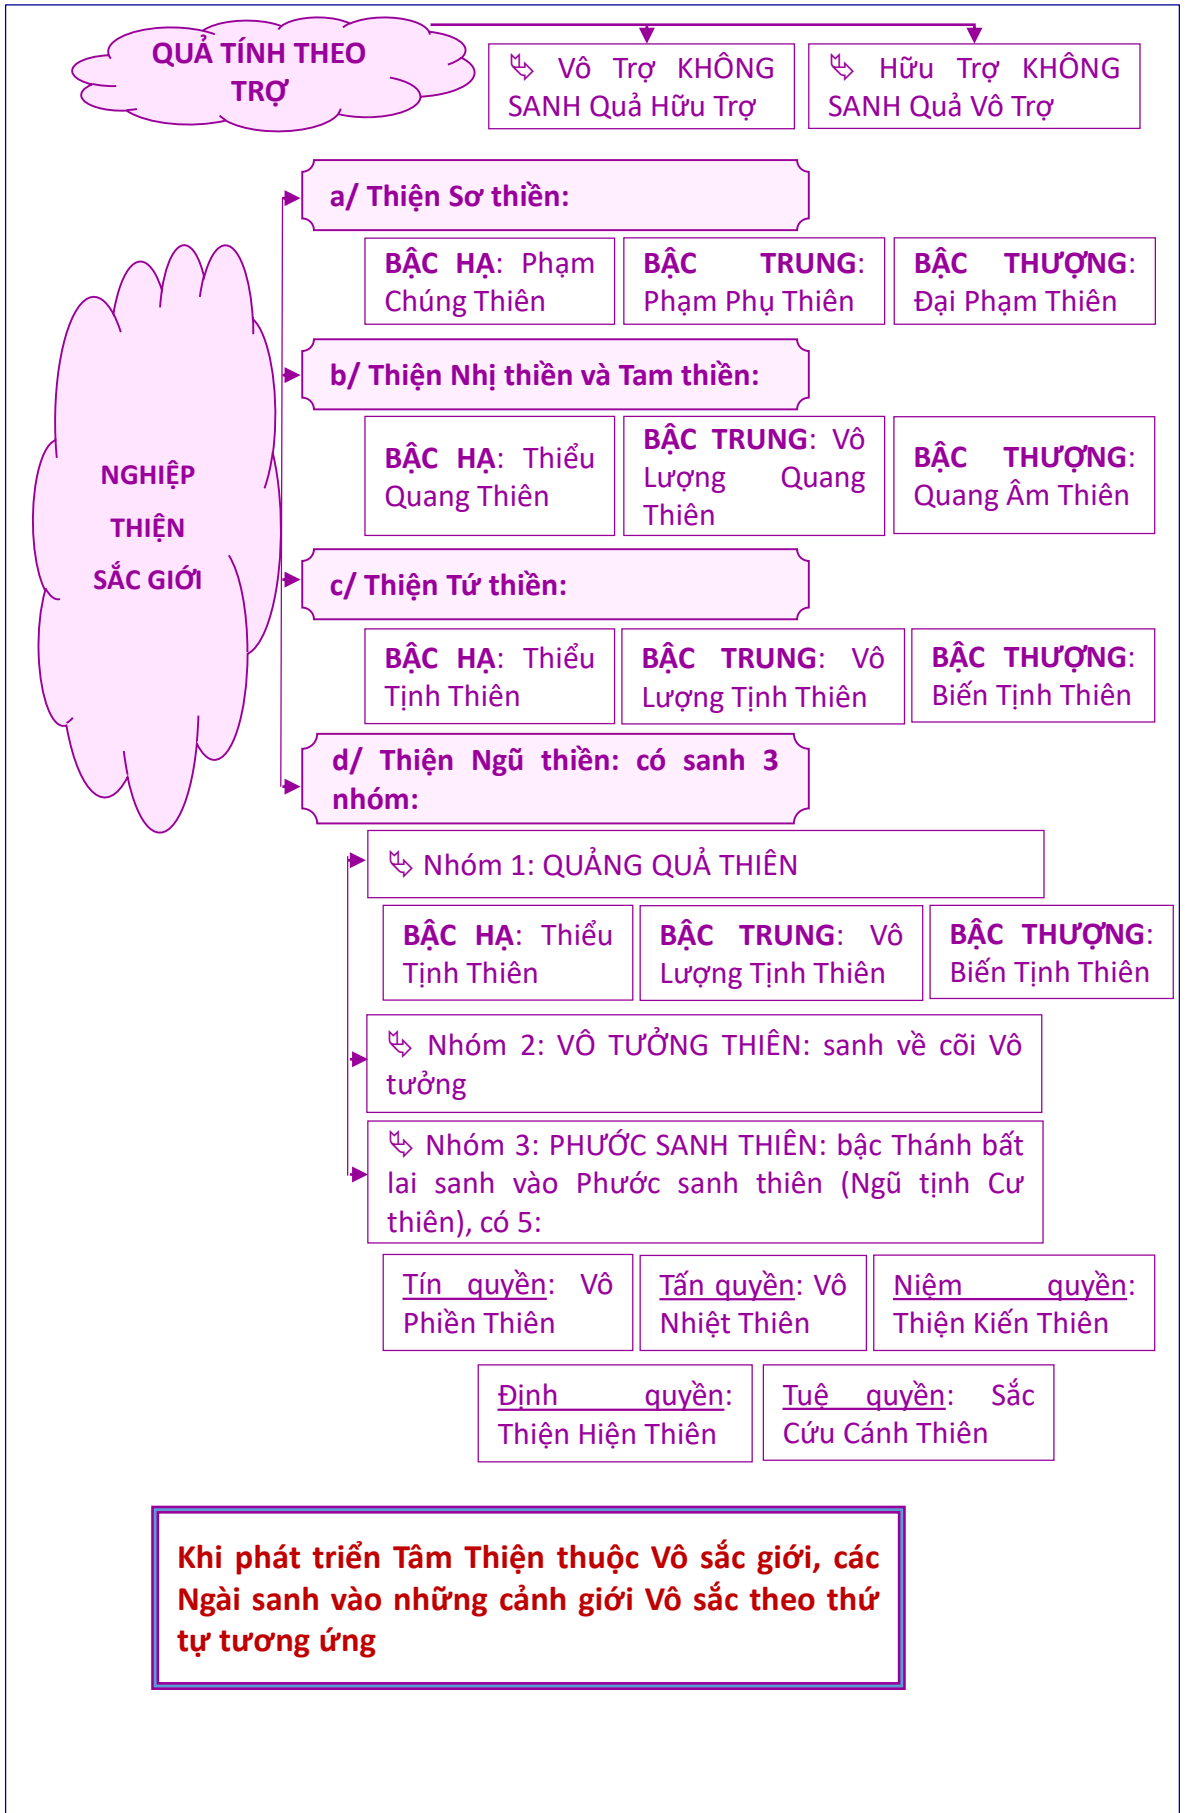 QUẢ TÍNH THEO
TRỢ
Vô Trợ KHÔNG
SANH Quả Hữu Trợ
Hữu Trợ KHÔNG
SANH Quả Vô Trợ
NGHIỆP
THIỆN
SẮC GIỚI
a/ Thiện Sơ thiền:
BẬC HẠ: Phạm
Chúng Thiên
BẬC TRUNG:
Phạm Phụ Thiên
BẬC THƯỢNG:
Đại Phạm Thiên
b/ Thiện Nhị thiền và Tam thiền:
BẬC HẠ: Thiểu
Quang Thiên
BẬC TRUNG: Vô
Lượng Quang
Thiên
BẬC THƯỢNG:
Quang Âm Thiên
c/ Thiện Tứ thiền:
BẬC HẠ: Thiểu
Tịnh Thiên
BẬC TRUNG: Vô
Lượng Tịnh Thiên
BẬC THƯỢNG:
Biến Tịnh Thiên
d/ Thiện Ngũ thiền: có sanh 3
nhóm:
Nhóm 1: QUẢNG QUẢ THIÊN
BẬC HẠ: Thiểu
Tịnh Thiên
BẬC TRUNG: Vô
Lượng Tịnh Thiên
BẬC THƯỢNG:
Biến Tịnh Thiên
Nhóm 2: VÔ TƯỞNG THIÊN: sanh về cõi Vô
tưởng
Nhóm 3: PHƯỚC SANH THIÊN: bậc Thánh bất
lai sanh vào Phước sanh thiên (Ngũ tịnh Cư
thiên), có 5:
Tín quyền: Vô
Phiền Thiên
Tấn quyền: Vô
Nhiệt Thiên
Niệm quyền:
Thiện Kiến Thiên
Định quyền:
Thiện Hiện Thiên
Tuệ quyền: Sắc
Cứu Cánh Thiên
Khi phát triển Tâm Thiện thuộc Vô sắc giới, các
Ngài sanh vào những cảnh giới Vô sắc theo thứ
tự tương ứng